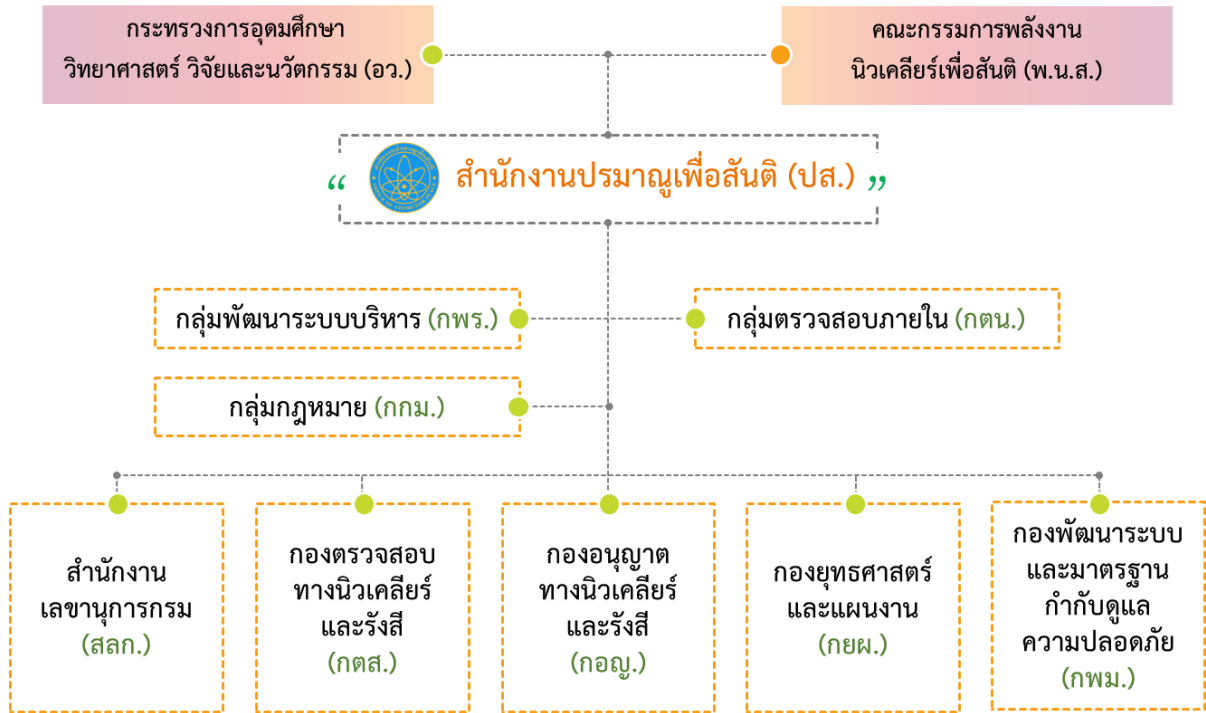 กระทรวงการอุดมศึกษา
วิทยาศาสตร์ วิจัยและนวัตกรรม (อว.)
คณะกรรมการพลังงาน
นิวเคลียร์เพื่อสันติ (พ.น.ส.)
“ สำนักงานปรมาณูเพื่อสันติ (ปส.) ”
กลุ่มพัฒนาระบบบริหาร (กพร.)
กลุ่มตรวจสอบภายใน (กตน.)
กลุ่มกฎหมาย (กกม.)
สำนักงาน
เลขานุการกรม
(สลก.)
กองตรวจสอบ
ทางนิวเคลียร์
และรังสี
(กตส.)
กองอนุญาต
ทางนิวเคลียร์
และรังสี
(กอญ.)
กองยุทธศาสตร์
และแผนงาน
(กยผ.)
กองพัฒนาระบบ
และมาตรฐาน
กำกับดูแล
ความปลอดภัย
(กพม.)